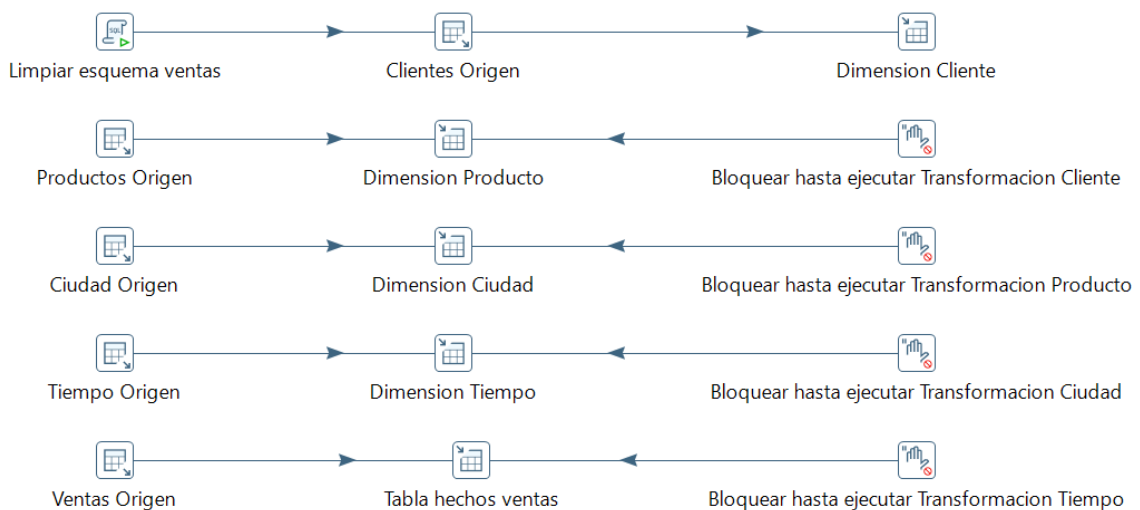 SQL
Limpiar esquema ventas
Clientes Origen
Dimension Cliente
Productos Origen
Dimension Producto
Bloquear hasta ejecutar Transformacion Cliente
Ciudad Origen
Dimension Ciudad
Bloquear hasta ejecutar Transformacion Producto
Tiempo Origen
Dimension Tiempo
Bloquear hasta ejecutar Transformacion Ciudad
Ventas Origen
Tabla hechos ventas
Bloquear hasta ejecutar Transformacion Tiempo